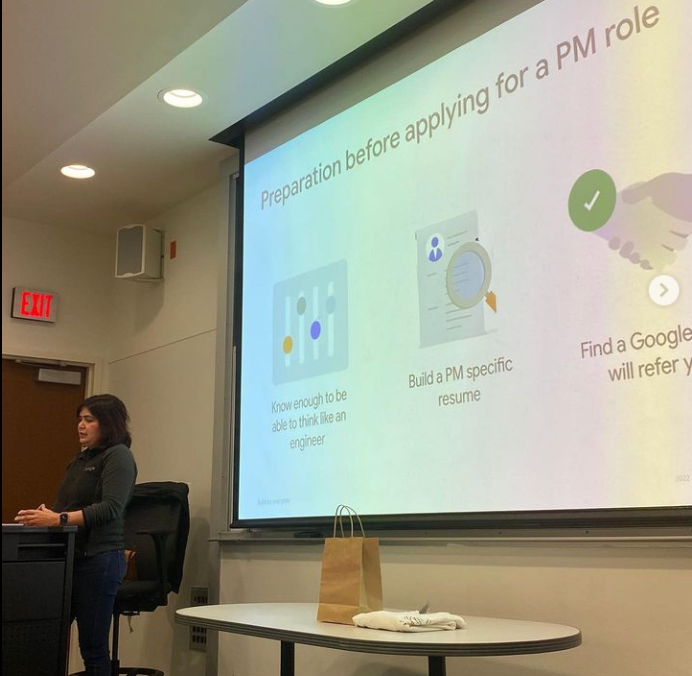 Preparation before applying for a PM role
EXIT
Know enough to be
able to think like an
engineer
Build a PM specific
resume
Find a Google
will refer y
2022